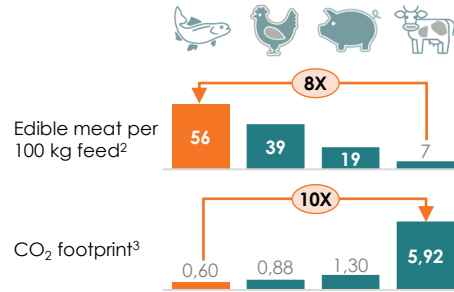 8X
Edible meat per
100 kg feed²
56
39
19
7
10X
CO₂ footprint³
0,60
0,88
1,30
5,92